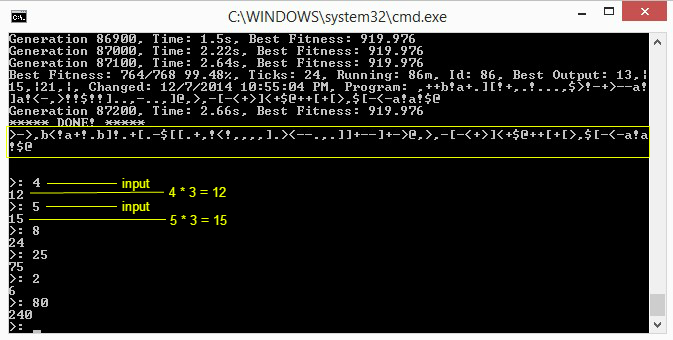 C:\WINDOWS\system32\cmd.exe
Generation 86900, Time: 1.5s, Best Fitness: 919.976
Generation 87000, Time: 2.22s, Best Fitness: 919.976
Generation 87100, Time: 2.64s, Best Fitness: 919.976
Best Fitness: 764/768 99.48%, Ticks: 24, Running: 86m, Id: 86, Best Output: 13,¦
15,¦21,¦, Changed: 12/7/2014 10:55:04 PM, Program: ,++b!a+.][!+,.!...,$>!-+>--a!
]a!<-,>!!$!!]..,-..,]@,>,-[-<+>]<+$@++[+[>,$[-<-a!a!$@
Generation 87200, Time: 2.66s, Best Fitness: 919.976
***** DONE! *****
>->,b<!a+!.b]!.+[.-$[[.+,!<!,,,,].><--..,.]]+--]+->@,>,-[-<+>]<+$@++[+[>,$[-<-a!a
!$@
>: 4 input
12 4 * 3 = 12
>: 5 input
15 5 * 3 = 15
>: 8
24
>: 25
75
>: 2
6
>: 80
240
>: _